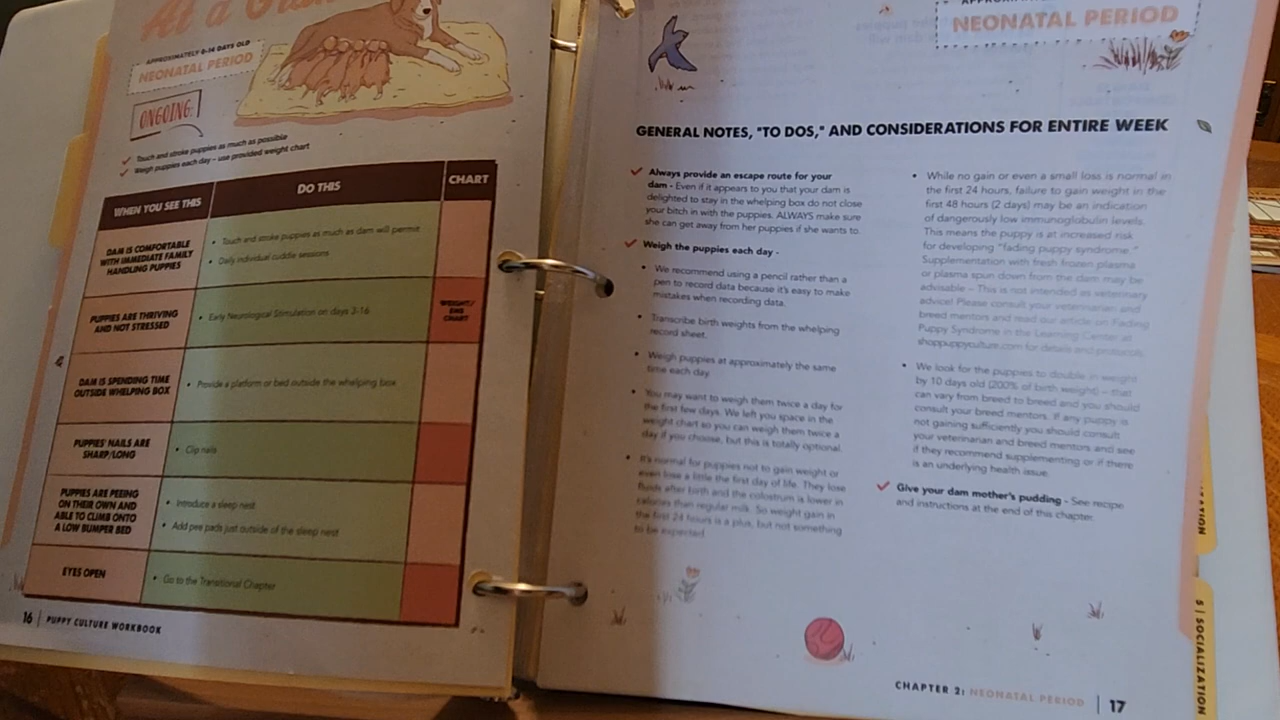 At a
APPROXIMATELY 0-14 DAYS OLD
NEONATAL PERIOD
ONGOING:
Touch and stroke puppies as much as possible
Weigh puppies each day - use provided weight chart
WHEN YOU SEE THIS
DO THIS
CHART
DAM IS COMFORTABLE
WITH IMMEDIATE FAMILY
HANDLING PUPPIES
• Touch and stroke puppies as much as dam will permit
• Daily individual cuddle sessions
PUPPIES ARE THRIVING
AND NOT STRESSED
• Early Neurological Stimulation on days 3-16
WEIGHT/
ENS
CHART
DAM IS SPENDING TIME
OUTSIDE WHELPING BOX
• Provide a platform or bed outside the whelping box
PUPPIES' NAILS ARE
SHARP/LONG
• Clip nails
PUPPIES ARE PEEING
ON THEIR OWN AND
ABLE TO CLIMB ONTO
A LOW BUMPER BED
• Introduce a sleep nest
• Add pee pads just outside of the sleep nest
EYES OPEN
• Go to the Transitional Chapter
16 | PUPPY CULTURE WORKBOOK
NEONATAL PERIOD
GENERAL NOTES, "TO DOS," AND CONSIDERATIONS FOR ENTIRE WEEK
Always provide an escape route for your
dam - Even if it appears to you that your dam is
delighted to stay in the whelping box do not close
your bitch in with the puppies. ALWAYS make sure
she can get away from her puppies if she wants to.
Weigh the puppies each day -
• We recommend using a pencil rather than a
pen to record data because it's easy to make
mistakes when recording data.
• Transcribe birth weights from the whelping
record sheet.
• Weigh puppies at approximately the same
time each day.
• You may want to weigh them twice a day for
the first few days. We left you space in the
weight chart so you can weigh them twice a
day if you choose, but this is totally optional.
• It's normal for puppies not to gain weight or
even lose a little the first day of life. They lose
fluids after birth and the colostrum is lower in
calories than regular milk. So weight gain in
the first 24 hours is a plus, but not something
to be expected.
• While no gain or even a small loss is normal in
the first 24 hours, failure to gain weight in the
first 48 hours (2 days) may be an indication
of dangerously low immunoglobulin levels.
This means the puppy is at increased risk
for developing "fading puppy syndrome."
Supplementation with fresh frozen plasma
or plasma spun down from the dam may be
advisable – This is not intended as veterinary
advice! Please consult your veterinarian and
breed mentors and read our article on Fading
Puppy Syndrome in the Learning Center at
shoppuppyculture.com for details and protocols.
• We look for the puppies to double in weight
by 10 days old (200% of birth weight) – that
can vary from breed to breed and you should
consult your breed mentors. If any puppy is
not gaining sufficiently you should consult
your veterinarian and breed mentors and see
if they recommend supplementing or if there
is an underlying health issue.
Give your dam mother's pudding - See recipe
and instructions at the end of this chapter.
CHAPTER 2: NEONATAL PERIOD | 17
5 | SOCIALIZATION